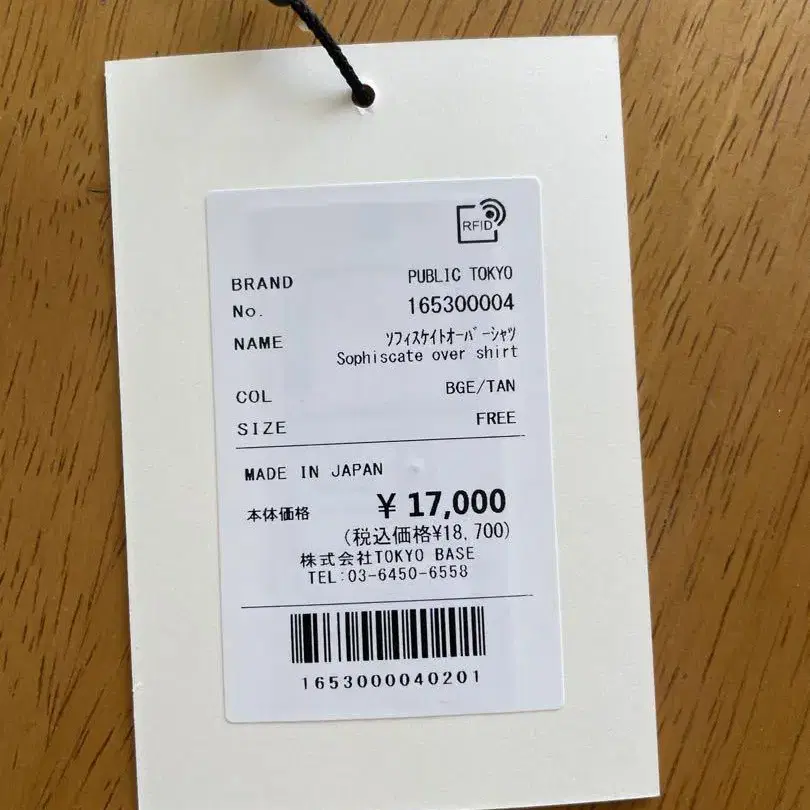 RFID
BRAND PUBLIC TOKYO
No. 165300004
NAME ｿﾌｨｽｹｲﾄｵｰﾊﾞｰｼｬﾂ
Sophiscate over shirt
COL BGE/TAN
SIZE FREE
MADE IN JAPAN
本体価格 ¥ 17,000
(税込価格¥18,700)
株式会社TOKYO BASE
TEL:03-6450-6558
1653000040201